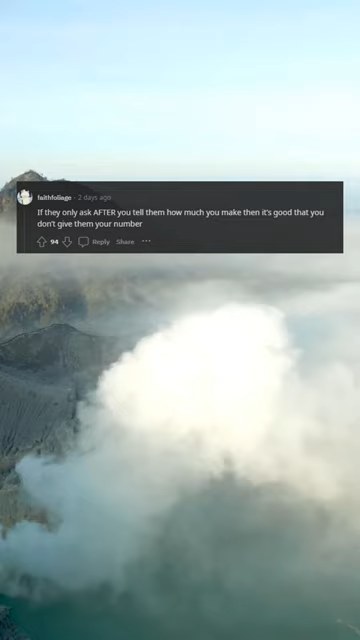 faithfoliage · 2 days ago
If they only ask AFTER you tell them how much you make then it's good that you
don't give them your number
94 Reply Share ...